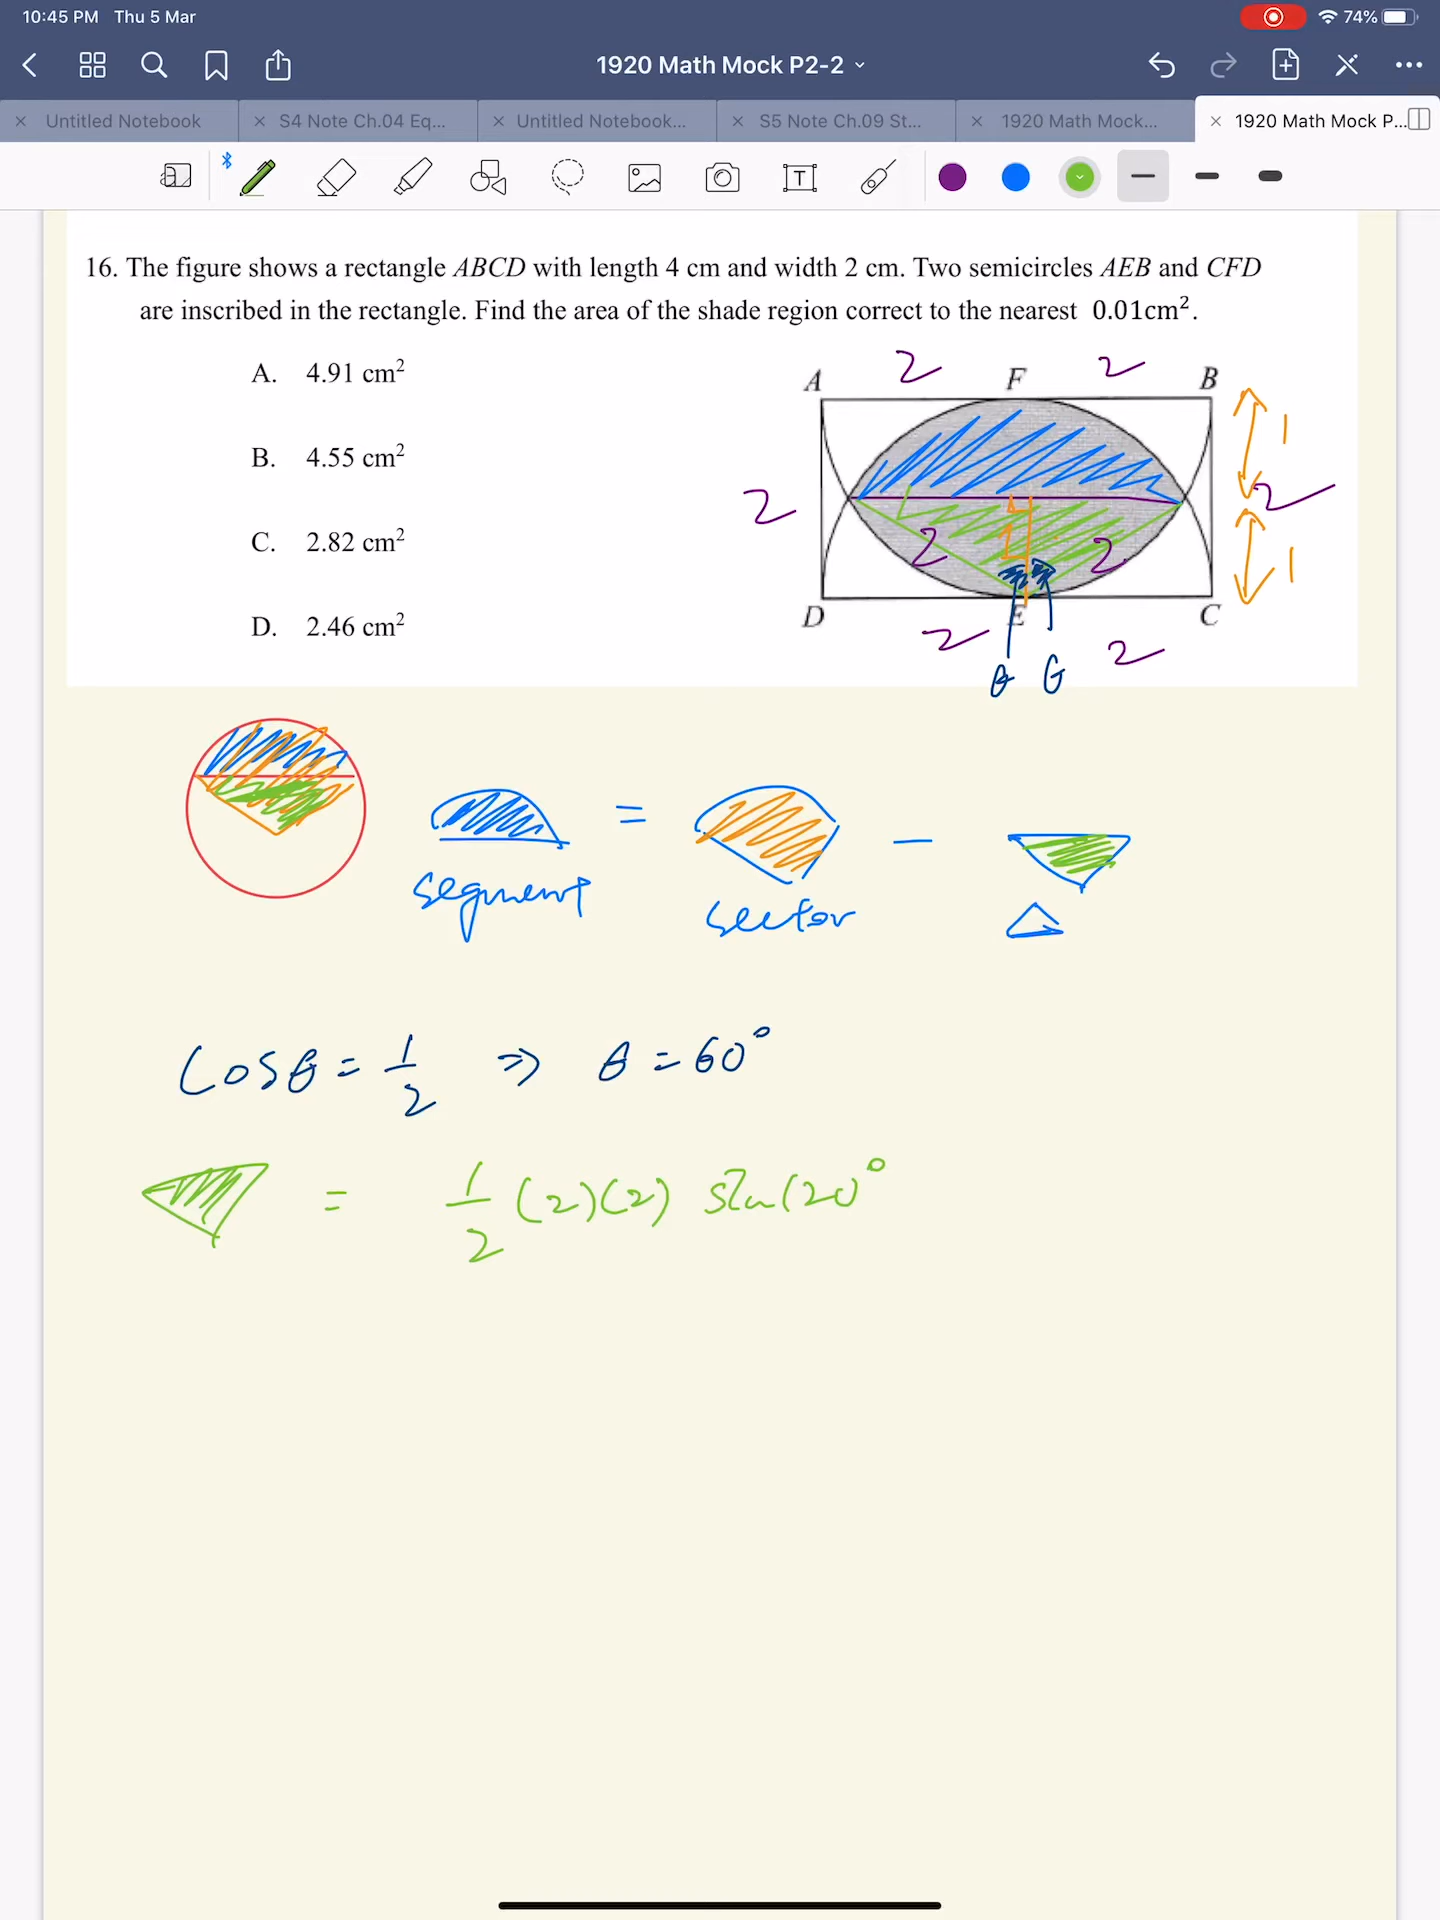 10:45 PM Thu 5 Mar 74%
1920 Math Mock P2-2
Untitled Notebook
S4 Note Ch.04 Eq...
Untitled Notebook...
S5 Note Ch.09 St...
1920 Math Mock...
1920 Math Mock P...
16. The figure shows a rectangle ABCD with length 4 cm and width 2 cm. Two semicircles AEB and CFD
are inscribed in the rectangle. Find the area of the shade region correct to the nearest 0.01cm².
A. 4.91 cm²
B. 4.55 cm²
C. 2.82 cm²
D. 2.46 cm²
2 2
A F B
1
2 2
2 1 2
1
D E C
2 2
θ θ
= −
segment sector △
cosθ = 1/2 ⇒ θ = 60°
= 1/2 (2)(2) sin120°